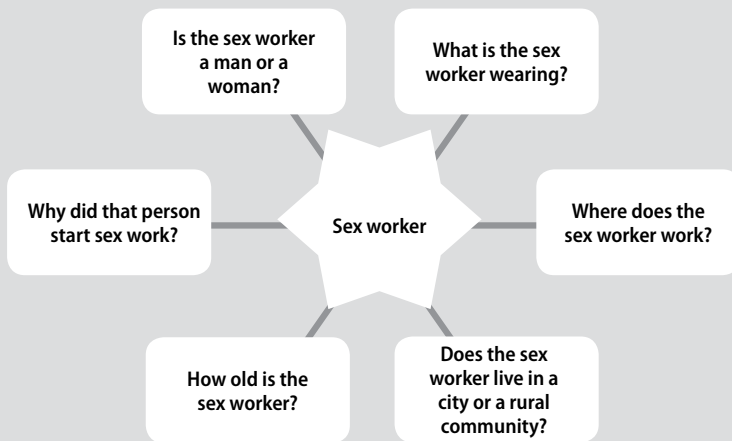 Is the sex worker
a man or a
woman?
What is the sex
worker wearing?
Why did that person
start sex work?
Sex worker
Where does the
sex worker work?
How old is the
sex worker?
Does the sex
worker live in a
city or a rural
community?